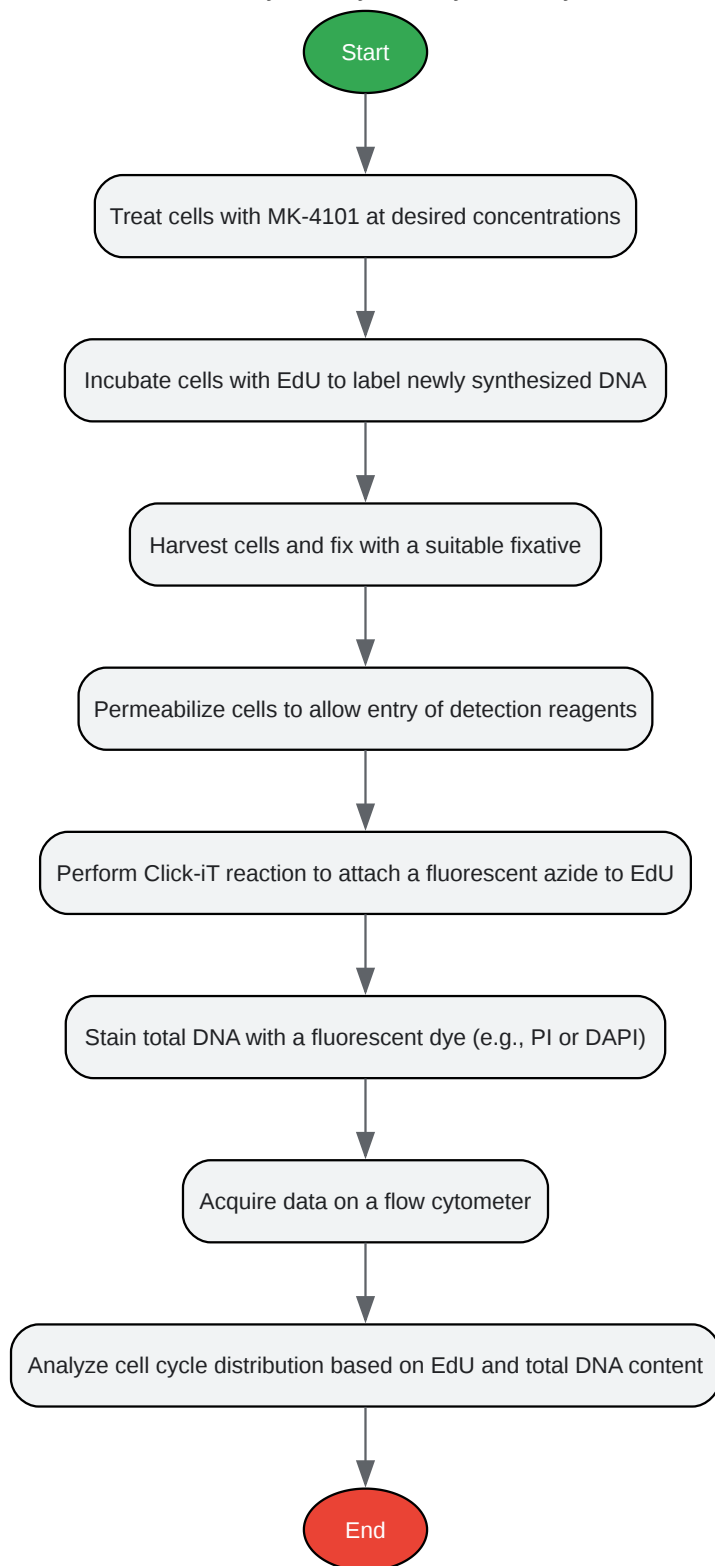 Start
Treat cells with MK-4101 at desired concentrations
Incubate cells with EdU to label newly synthesized DNA
Harvest cells and fix with a suitable fixative
Permeabilize cells to allow entry of detection reagents
Perform Click-iT reaction to attach a fluorescent azide to EdU
Stain total DNA with a fluorescent dye (e.g., PI or DAPI)
Acquire data on a flow cytometer
Analyze cell cycle distribution based on EdU and total DNA content
End